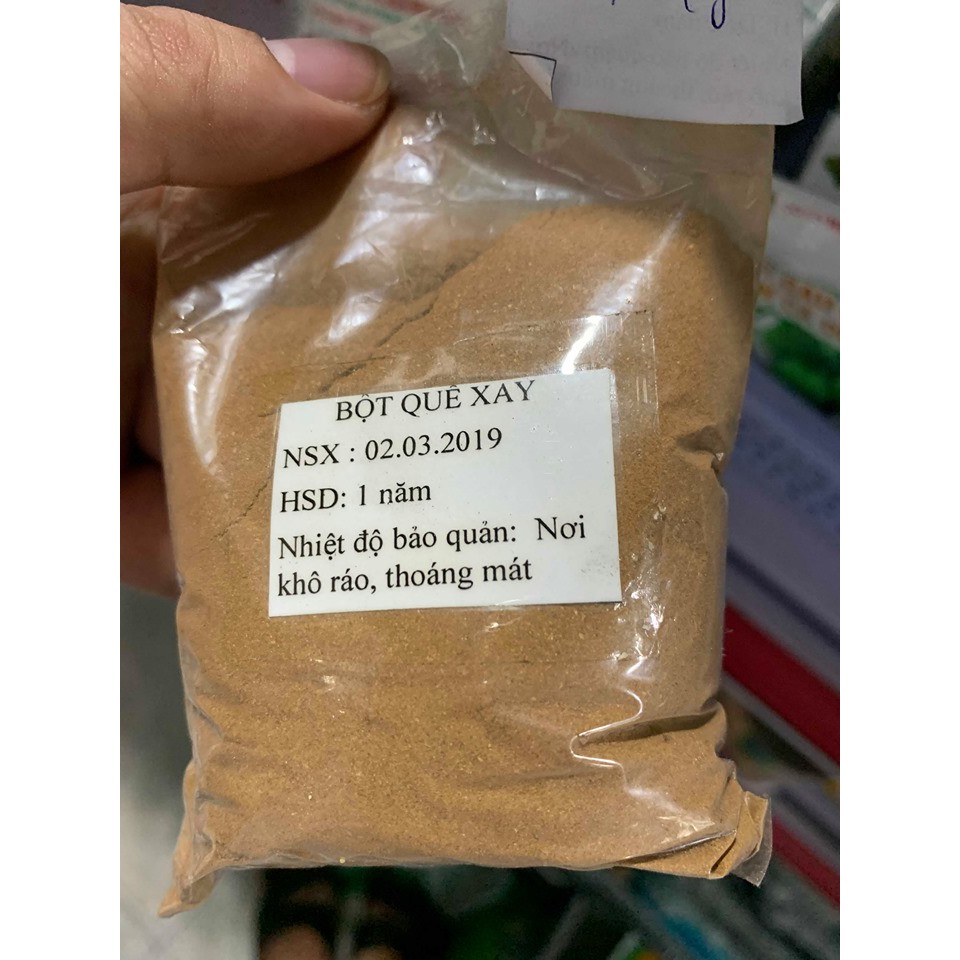 BỘT QUẾ XAY
NSX : 02.03.2019
HSD: 1 năm
Nhiệt độ bảo quản: Nơi
khô ráo, thoáng mát